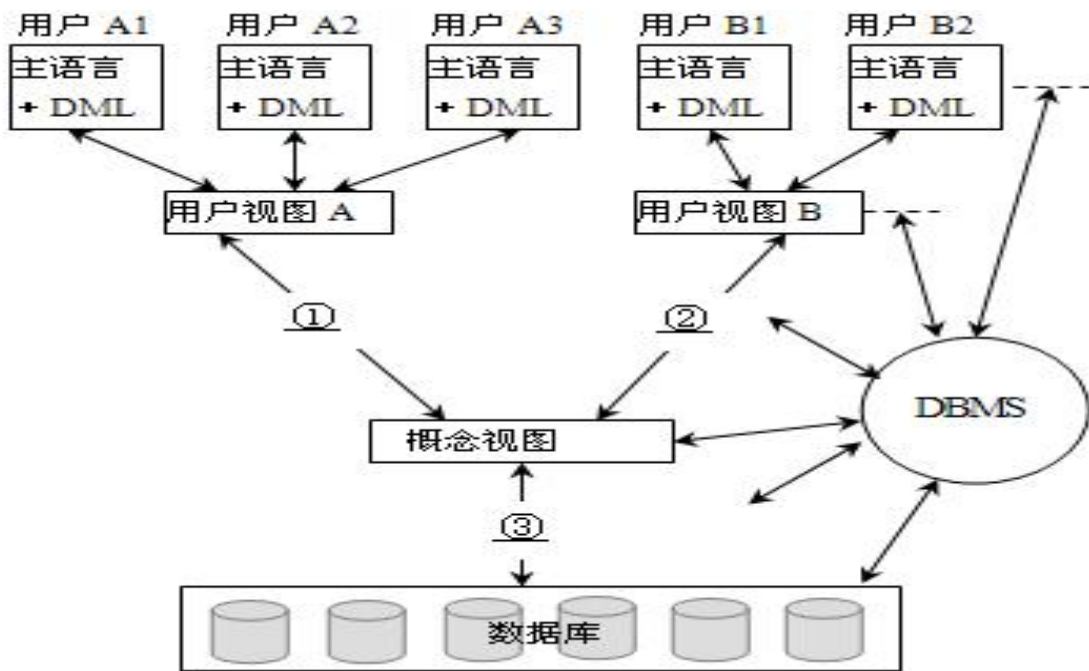 用户 A1 用户 A2 用户 A3 用户 B1 用户 B2
主语言 主语言 主语言 主语言 主语言
+ DML + DML + DML + DML + DML
用户视图 A 用户视图 B
① ②
DBMS
概念视图
③
数据库